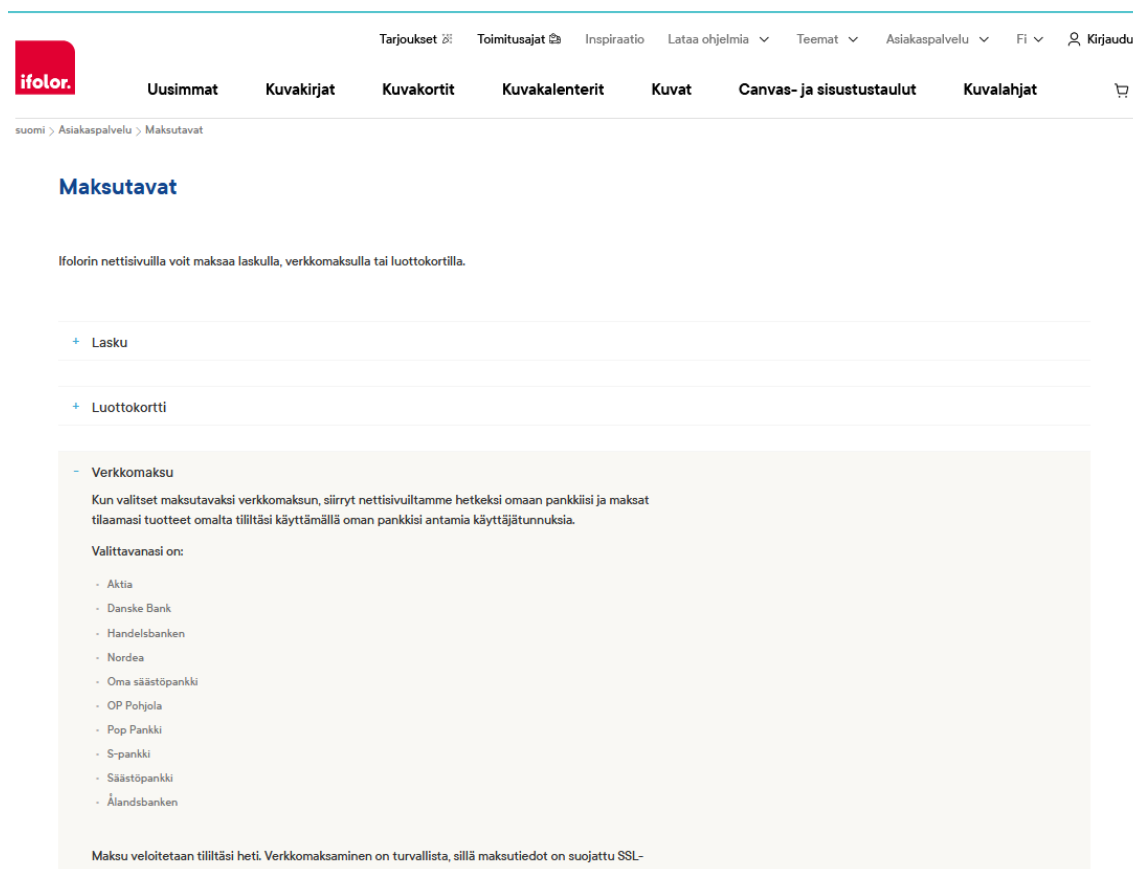 Tarjoukset Toimitusajat Inspiraatio Lataa ohjelmia Teemat Asiakaspalvelu Fi Kirjaudu
ifolor.
Uusimmat Kuvakirjat Kuvakortit Kuvakalenterit Kuvat Canvas- ja sisustustaulut Kuvalahjat
suomi > Asiakaspalvelu > Maksutavat
Maksutavat
Ifolorin nettisivuilla voit maksaa laskulla, verkkomaksulla tai luottokortilla.
+ Lasku
+ Luottokortti
- Verkkomaksu
Kun valitset maksutavaksi verkkomaksun, siirryt nettisivuiltamme hetkeksi omaan pankkiisi ja maksat
tilaamasi tuotteet omalta tililtäsi käyttämällä oman pankkisi antamia käyttäjätunnuksia.
Valittavanasi on:
· Aktia
· Danske Bank
· Handelsbanken
· Nordea
· Oma säästöpankki
· OP Pohjola
· Pop Pankki
· S-pankki
· Säästöpankki
· Ålandsbanken
Maksu veloitetaan tililtäsi heti. Verkkomaksaminen on turvallista, sillä maksutiedot on suojattu SSL-